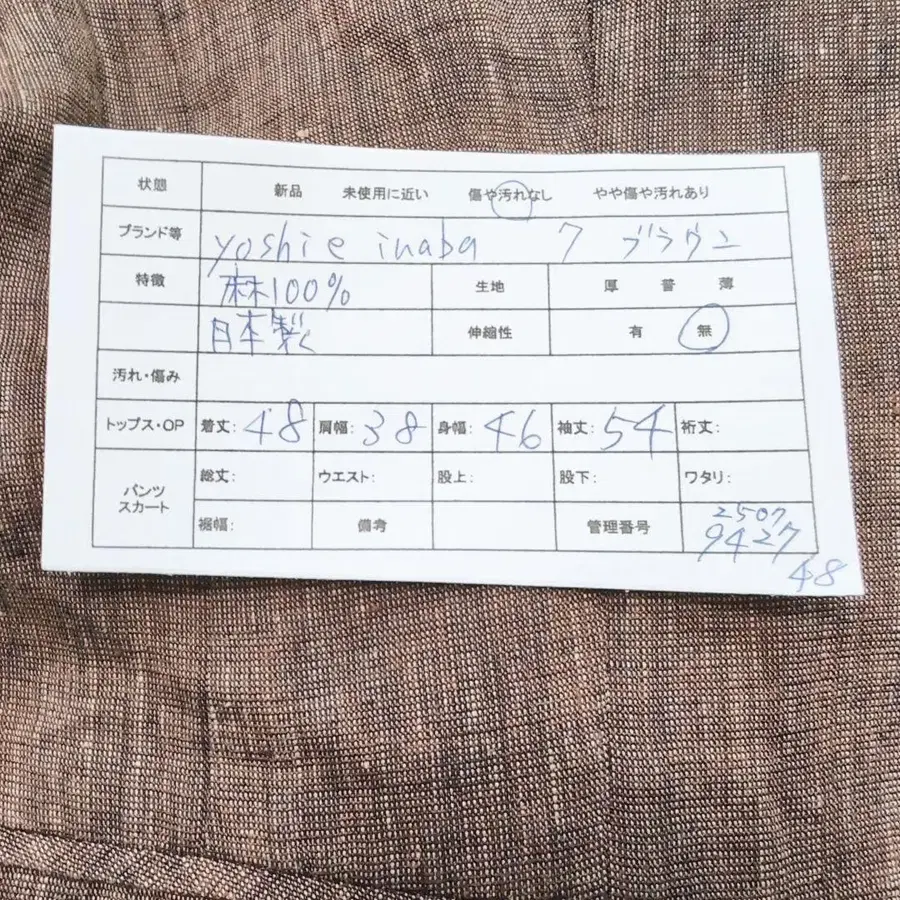 状態 新品 未使用に近い 傷や汚れなし やや傷や汚れあり
ブランド等 yoshie inaba 7 ブラウン
特徴 麻100% 生地 厚 普 薄
日本製 伸縮性 有 無
汚れ・傷み
トップス・OP 着丈: 48 肩幅: 38 身幅: 46 袖丈: 54 裄丈:
パンツ スカート 総丈: ウエスト: 股上: 股下: ワタリ:
裾幅: 備考 管理番号 2507
9427
48